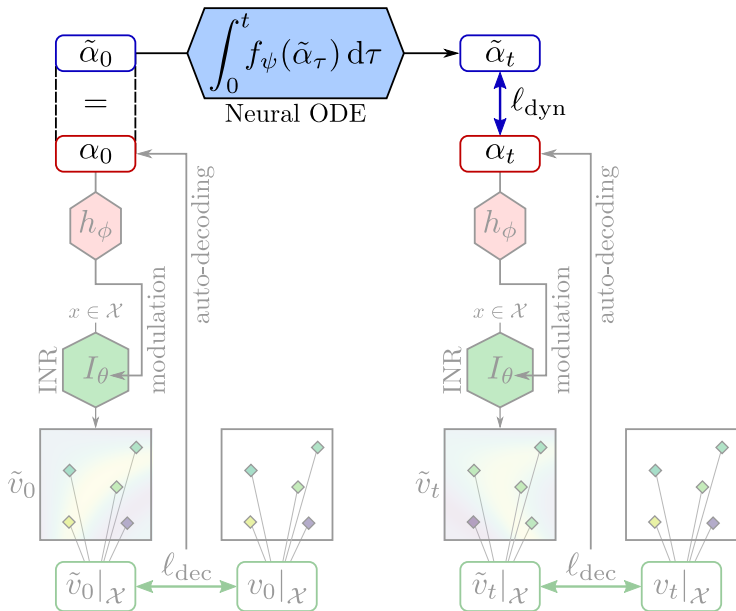 α̃₀
∫₀ᵗ f_ψ(α̃_τ) dτ
α̃_t
Neural ODE
=
ℓ_dyn
α₀
α_t
h_ϕ
h_ϕ
auto-decoding
auto-decoding
modulation
modulation
x ∈ 𝒳
x ∈ 𝒳
INR
I_θ
INR
I_θ
ṽ₀
ṽ_t
ṽ₀|_𝒳
ℓ_dec
v₀|_𝒳
ṽ_t|_𝒳
ℓ_dec
v_t|_𝒳